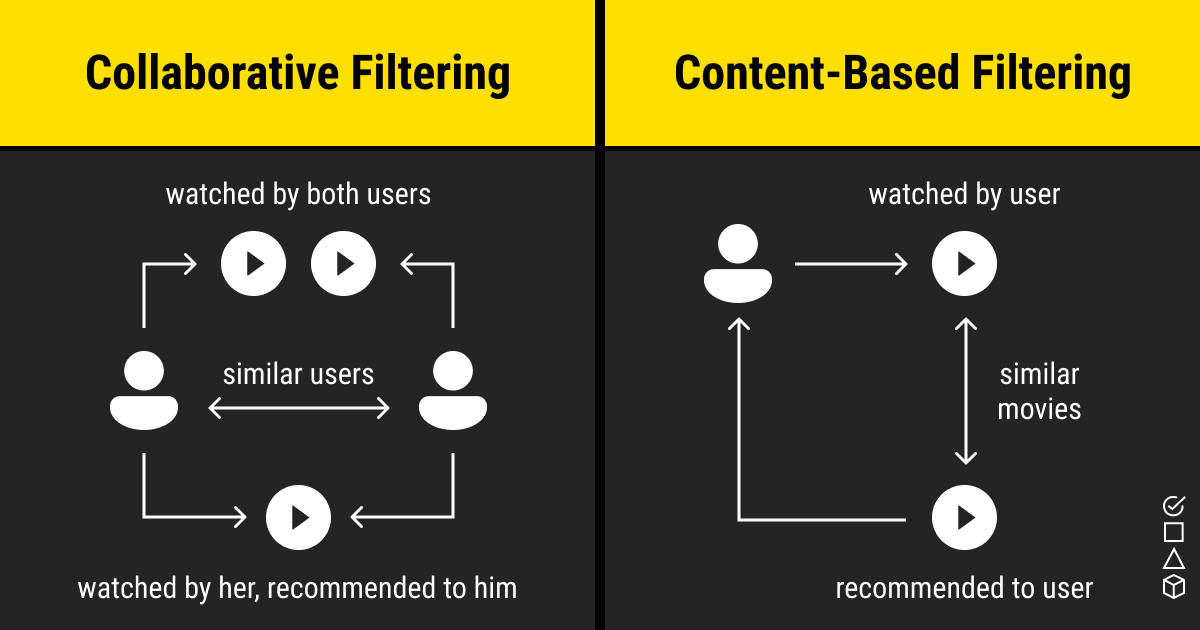 Collaborative Filtering
watched by both users
similar users
watched by her, recommended to him
Content-Based Filtering
watched by user
similar
movies
recommended to user